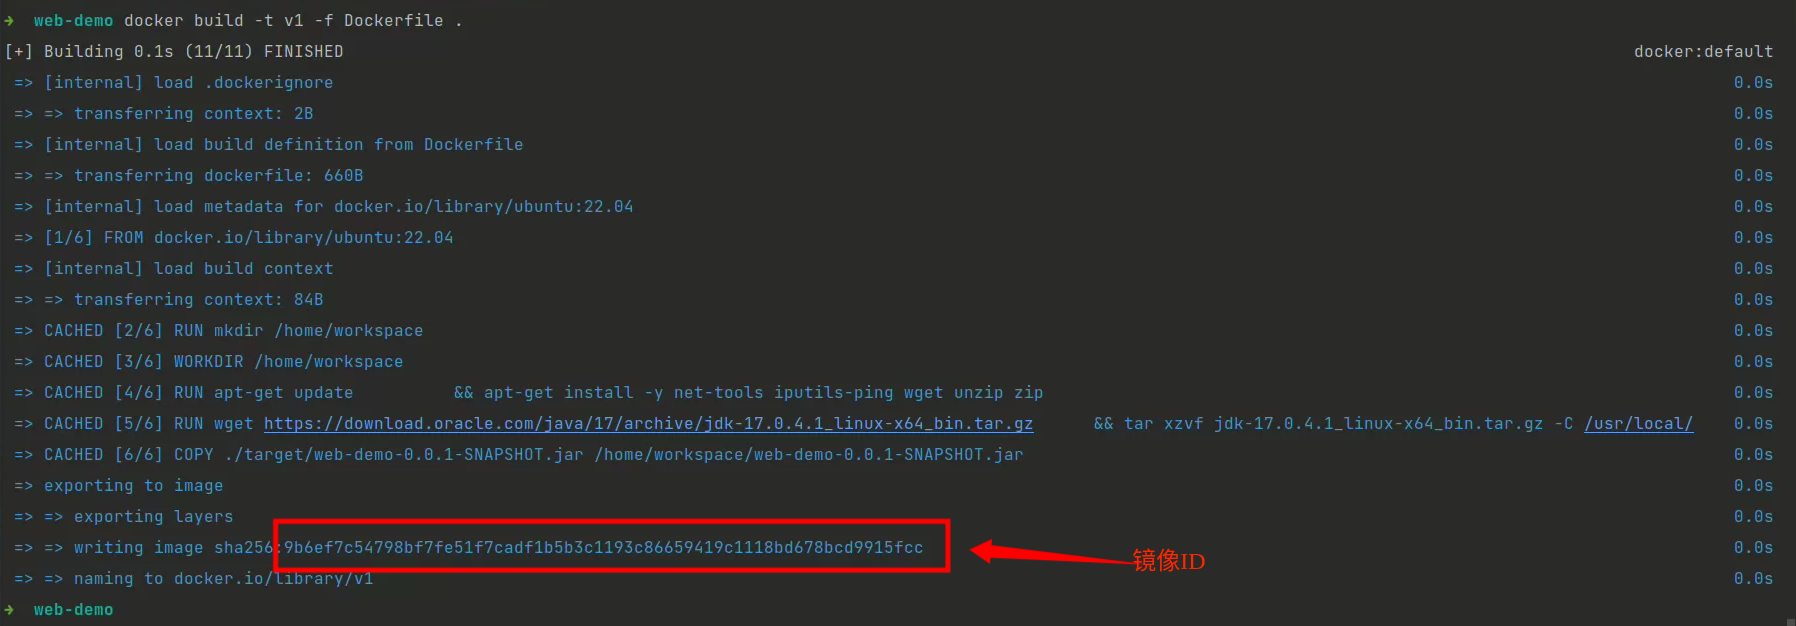 ➜ web-demo docker build -t v1 -f Dockerfile .
[+] Building 0.1s (11/11) FINISHED docker:default
=> [internal] load .dockerignore 0.0s
=> => transferring context: 2B 0.0s
=> [internal] load build definition from Dockerfile 0.0s
=> => transferring dockerfile: 660B 0.0s
=> [internal] load metadata for docker.io/library/ubuntu:22.04 0.0s
=> [1/6] FROM docker.io/library/ubuntu:22.04 0.0s
=> [internal] load build context 0.0s
=> => transferring context: 84B 0.0s
=> CACHED [2/6] RUN mkdir /home/workspace 0.0s
=> CACHED [3/6] WORKDIR /home/workspace 0.0s
=> CACHED [4/6] RUN apt-get update && apt-get install -y net-tools iputils-ping wget unzip zip 0.0s
=> CACHED [5/6] RUN wget https://download.oracle.com/java/17/archive/jdk-17.0.4.1_linux-x64_bin.tar.gz && tar xzvf jdk-17.0.4.1_linux-x64_bin.tar.gz -C /usr/local/ 0.0s
=> CACHED [6/6] COPY ./target/web-demo-0.0.1-SNAPSHOT.jar /home/workspace/web-demo-0.0.1-SNAPSHOT.jar 0.0s
=> exporting to image 0.0s
=> => exporting layers 0.0s
=> => writing image sha256:9b6ef7c54798bf7fe51f7cadf1b5b3c1193c86659419c1118bd678bcd9915fcc 0.0s
镜像ID
=> => naming to docker.io/library/v1 0.0s
➜ web-demo